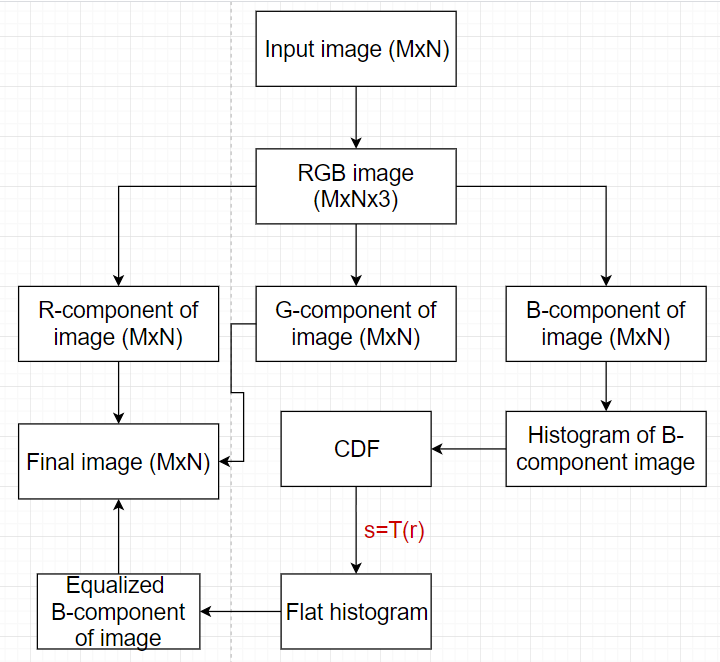 Input image (MxN)
RGB image
(MxNx3)
R-component of
image (MxN)
G-component of
image (MxN)
B-component of
image (MxN)
Final image (MxN)
CDF
Histogram of B-
component image
s=T(r)
Equalized
B-component
of image
Flat histogram